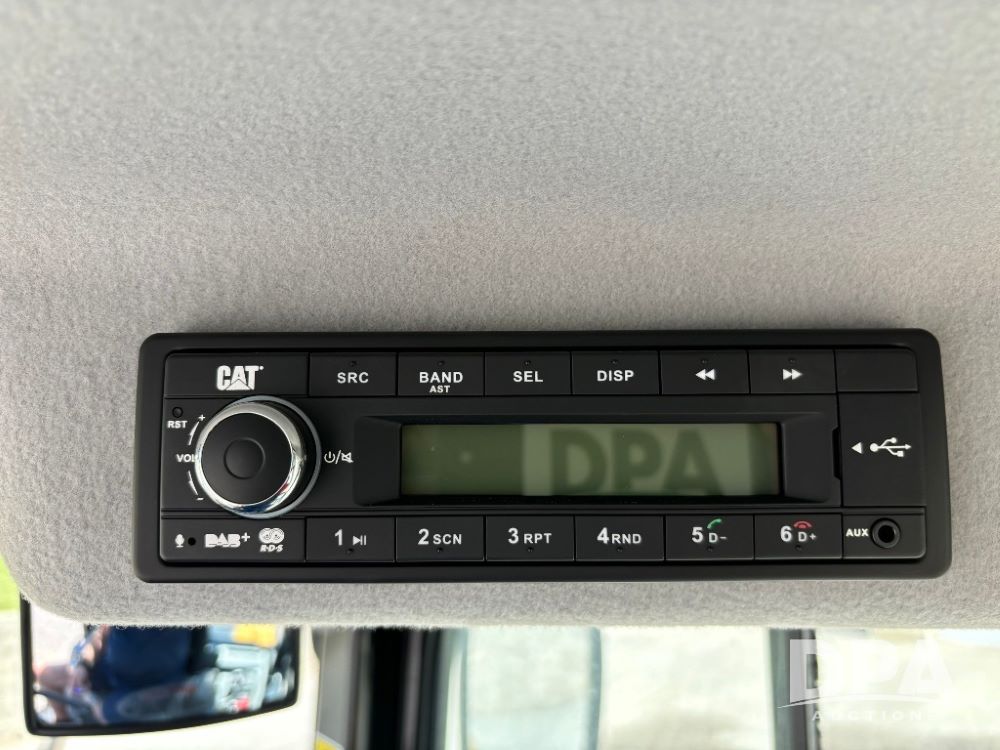 CAT SRC BAND SEL DISP
AST
RST +
VOL
-
DAB+ R·D·S 1 2 SCN 3 RPT 4 RND 5 D- 6 D+ AUX
DPA
DPA
AUCTIONS